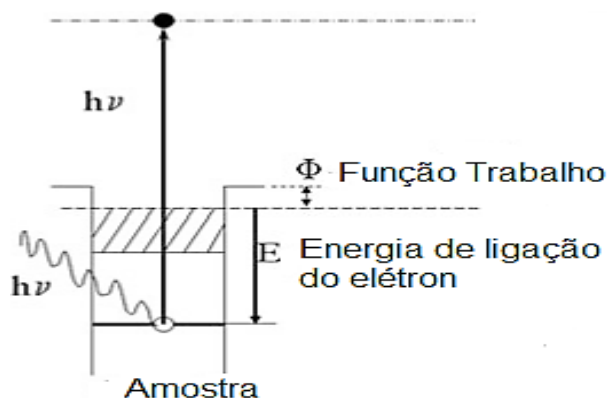 hν
Φ Função Trabalho
E Energia de ligação
do elétron
hν
Amostra